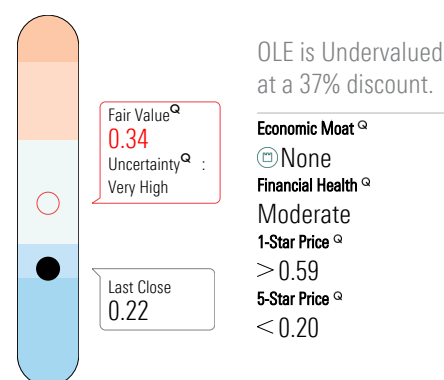 Fair Value Q
0.34
Uncertainty Q :
Very High
Last Close
0.22
OLE is Undervalued
at a 37% discount.
Economic Moat Q
None
Financial Health Q
Moderate
1-Star Price Q
>0.59
5-Star Price Q
<0.20